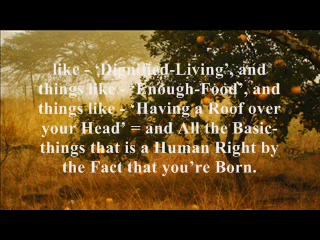 like - ‘Dignified-Living’, and
things like - ‘Enough-Food’, and
things like - ‘Having a Roof over
your Head’ = and All the Basic-
things that is a Human Right by
the Fact that you’re Born.